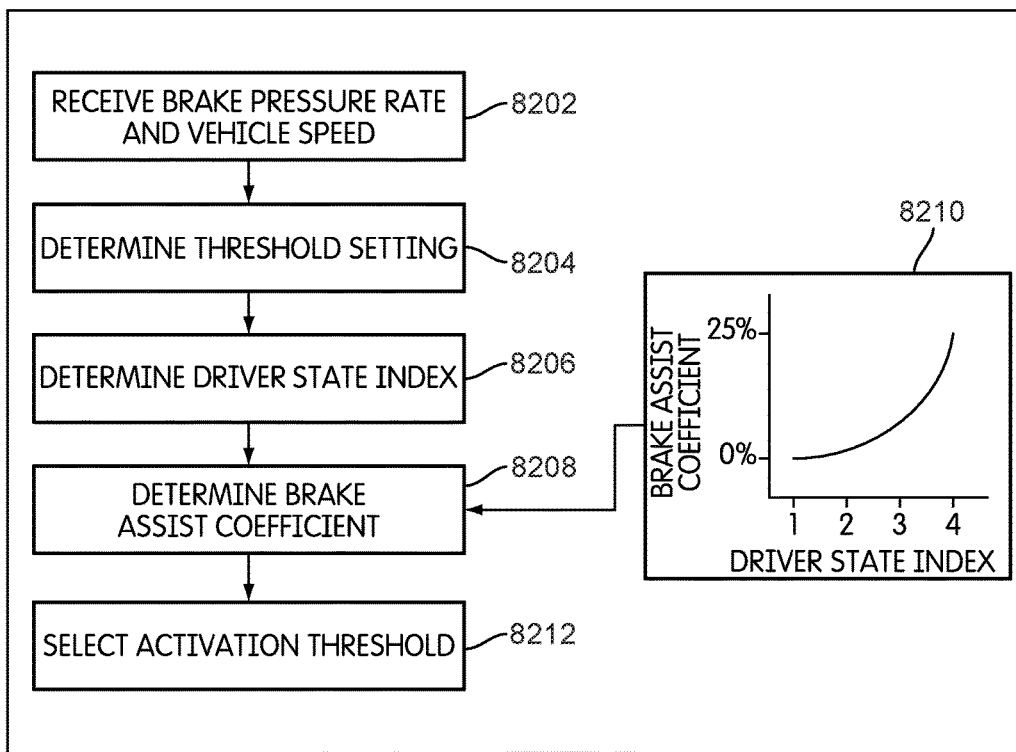 RECEIVE BRAKE PRESSURE RATE
AND VEHICLE SPEED
8202
DETERMINE THRESHOLD SETTING
8204
DETERMINE DRIVER STATE INDEX
8206
DETERMINE BRAKE
ASSIST COEFFICIENT
8208
SELECT ACTIVATION THRESHOLD
8212
8210
BRAKE ASSIST
COEFFICIENT
25%
0%
1 2 3 4
DRIVER STATE INDEX